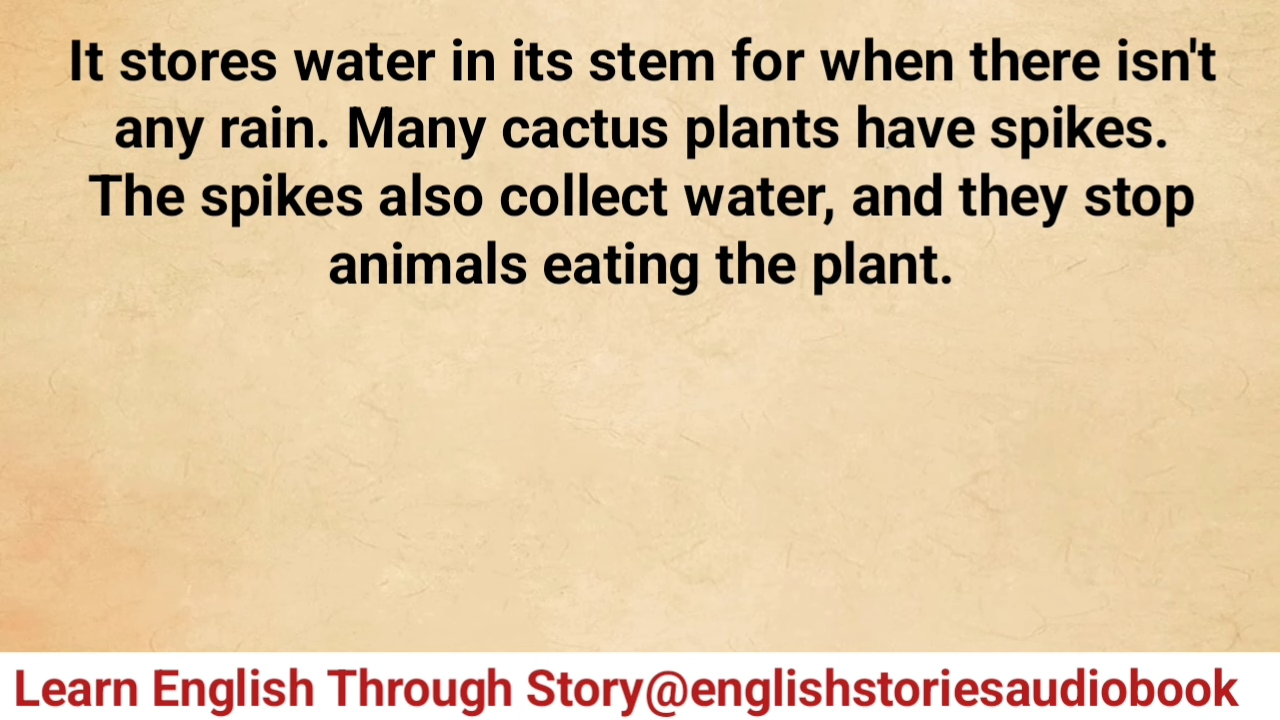 It stores water in its stem for when there isn't
any rain. Many cactus plants have spikes.
The spikes also collect water, and they stop
animals eating the plant.
Learn English Through Story@englishstoriesaudiobook